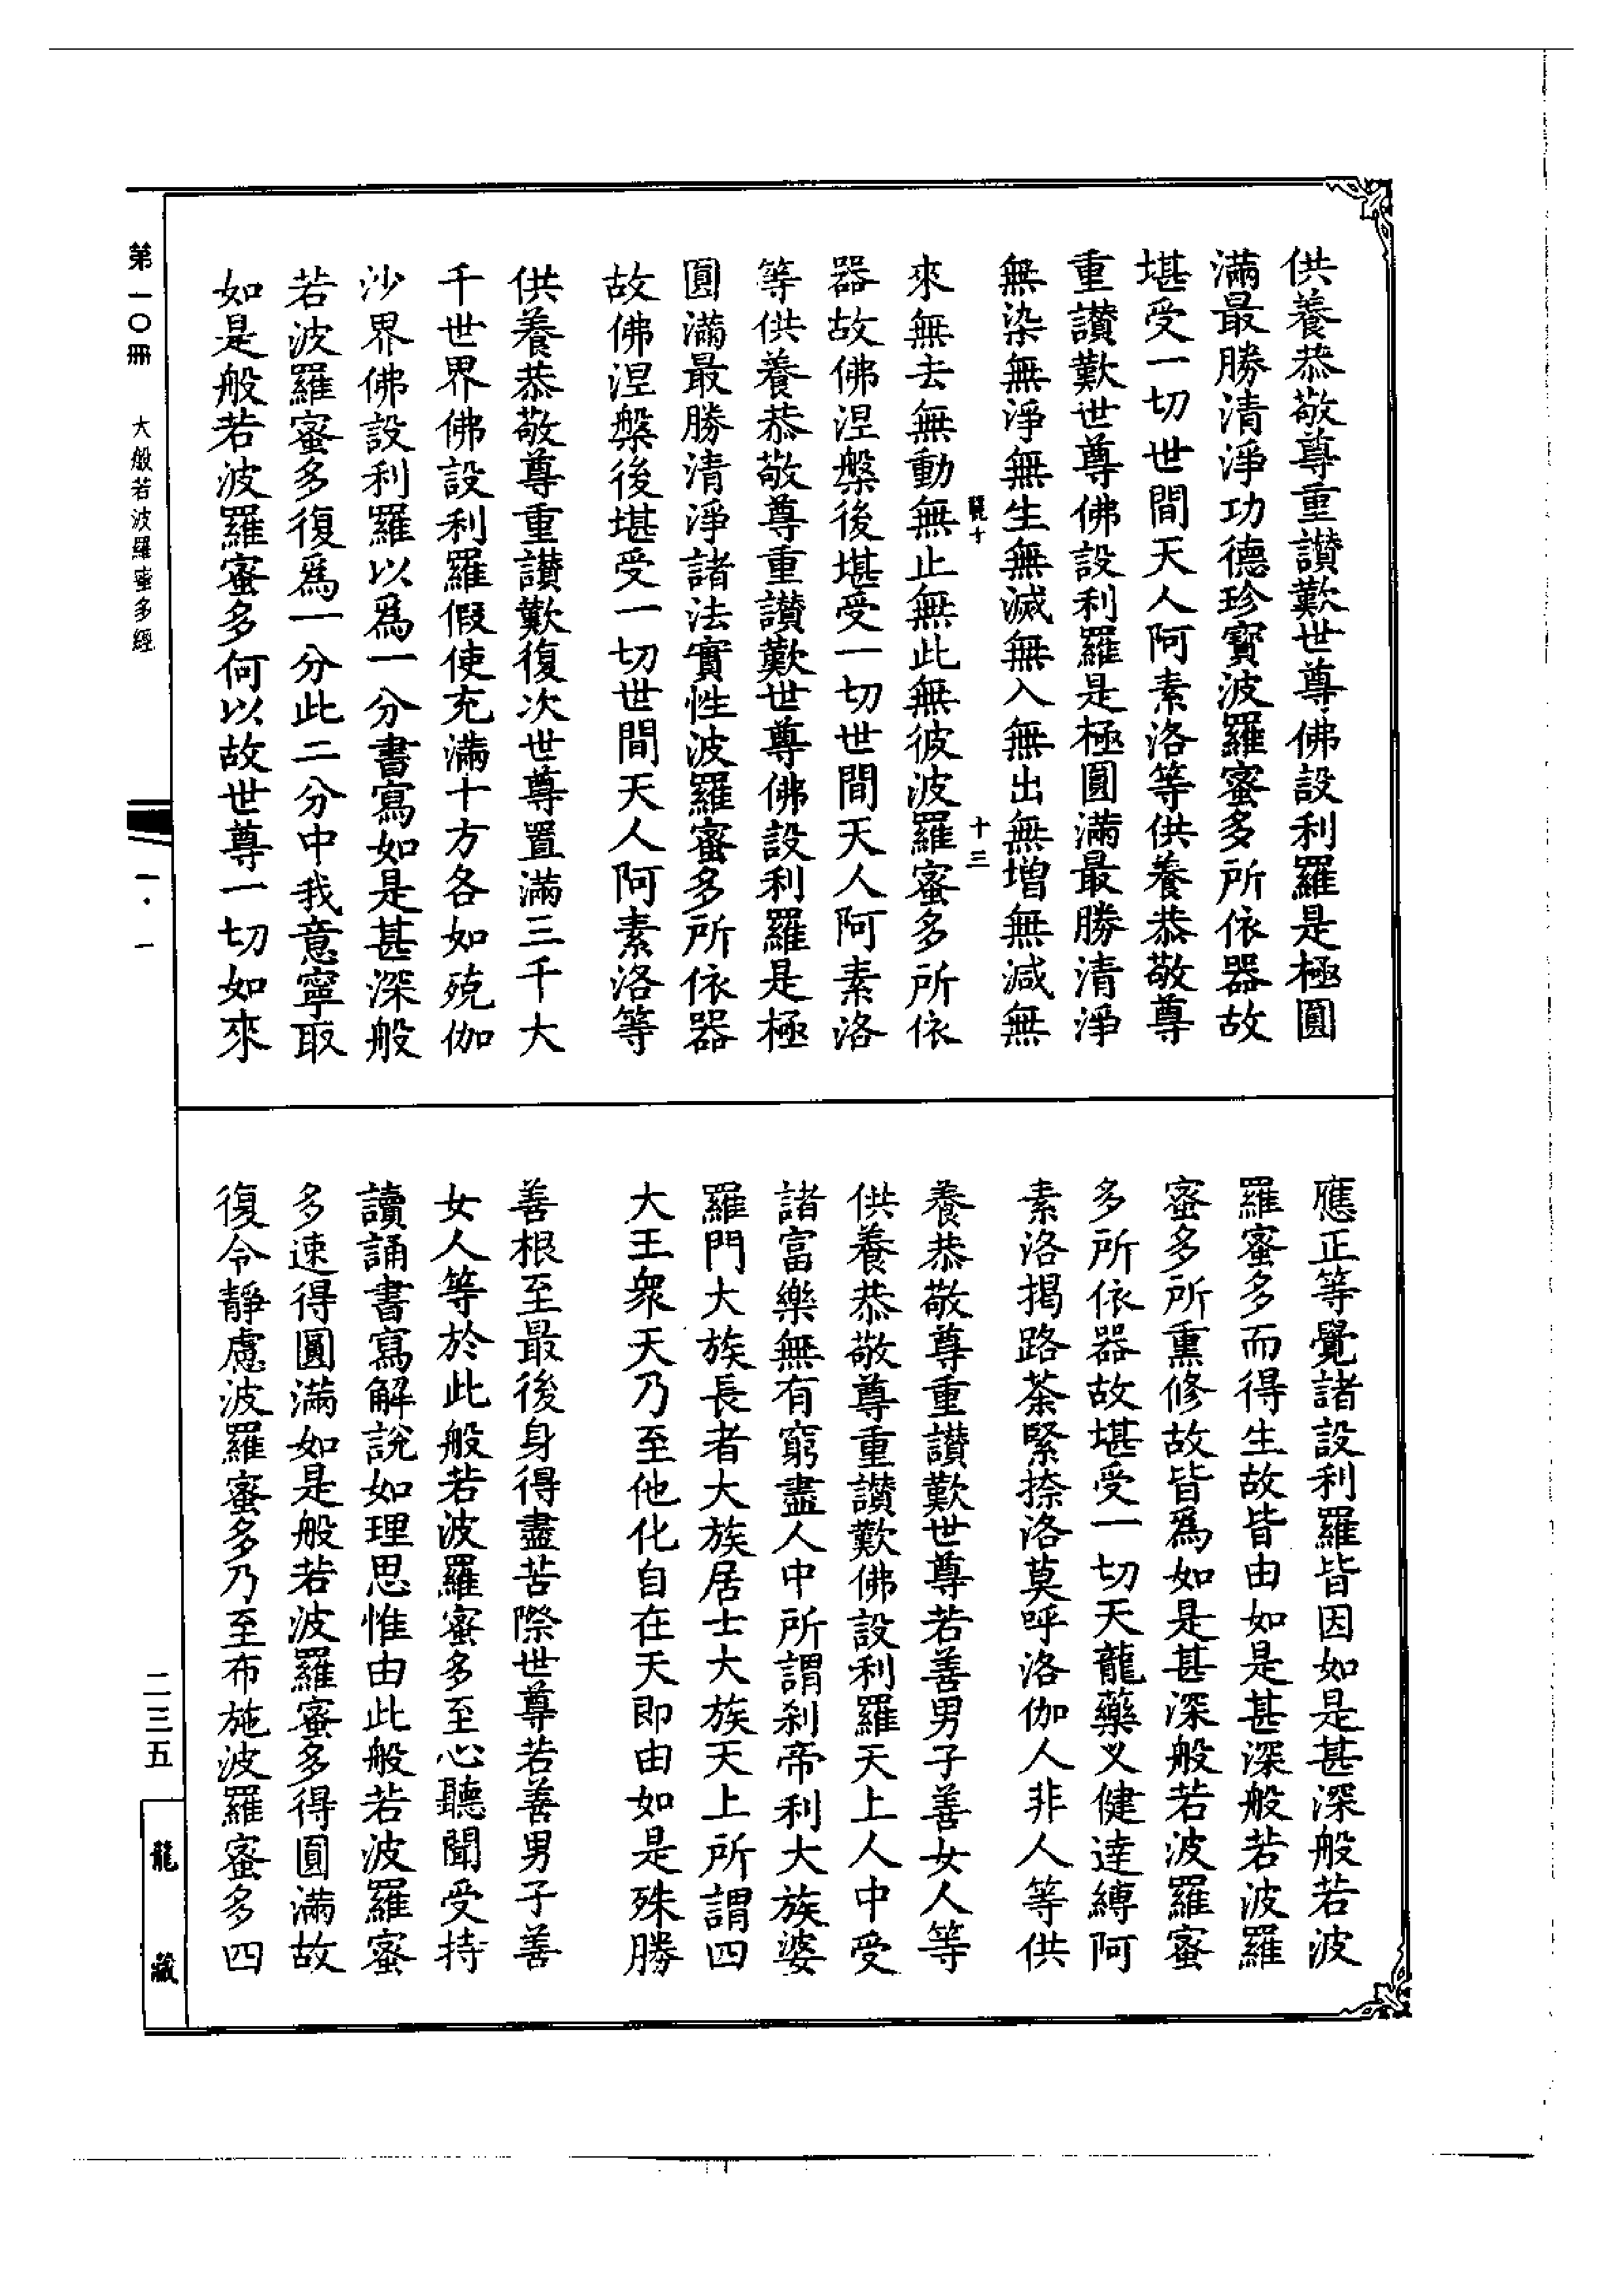 供養恭敬尊重讚歎世尊佛設利羅是極圓
滿最勝清淨功德珍寶波羅蜜多所依器故
堪受一切世間天人阿素洛等供養恭敬尊
重讚歎世尊佛設利羅是極圓滿最勝清淨
無染無淨無生無滅無入無出無增無減無
十三
來無去無動無止無此無彼波羅蜜多所依
器故佛涅槃後堪受一切世間天人阿素洛
等供養恭敬尊重讚歎世尊佛設利羅是極
圓滿最勝清淨諸法實性波羅蜜多所依器
故佛涅槃後堪受一切世間天人阿素洛等
供養恭敬尊重讚歎復次世尊置滿三千大
千世界佛設利羅假使充滿十方各如殑伽
沙界佛設利羅以爲一分書寫如是甚深般
若波羅蜜多復爲一分此二分中我意寧取
如是般若波羅蜜多何以故世尊一切如來
應正等覺諸設利羅皆因如是甚深般若波
羅蜜多而得生故皆由如是甚深般若波羅
蜜多所熏修故皆爲如是甚深般若波羅蜜
多所依器故堪受一切天龍藥叉健達縛阿
素洛揭路荼緊捺洛莫呼洛伽人非人等供
養恭敬尊重讚歎世尊若善男子善女人等
供養恭敬尊重讚歎佛設利羅天上人中受
諸富樂無有窮盡人中所謂刹帝利大族婆
羅門大族長者大族居士大族天上所謂四
大王衆天乃至他化自在天即由如是殊勝
善根至最後身得盡苦際世尊若善男子善
女人等於此般若波羅蜜多至心聽聞受持
讀誦書寫解說如理思惟由此般若波羅蜜
多速得圓滿如是般若波羅蜜多得圓滿故
復令靜慮波羅蜜多乃至布施波羅蜜多四
第一〇冊 大般若波羅蜜多經
一·一
二三五
龍藏